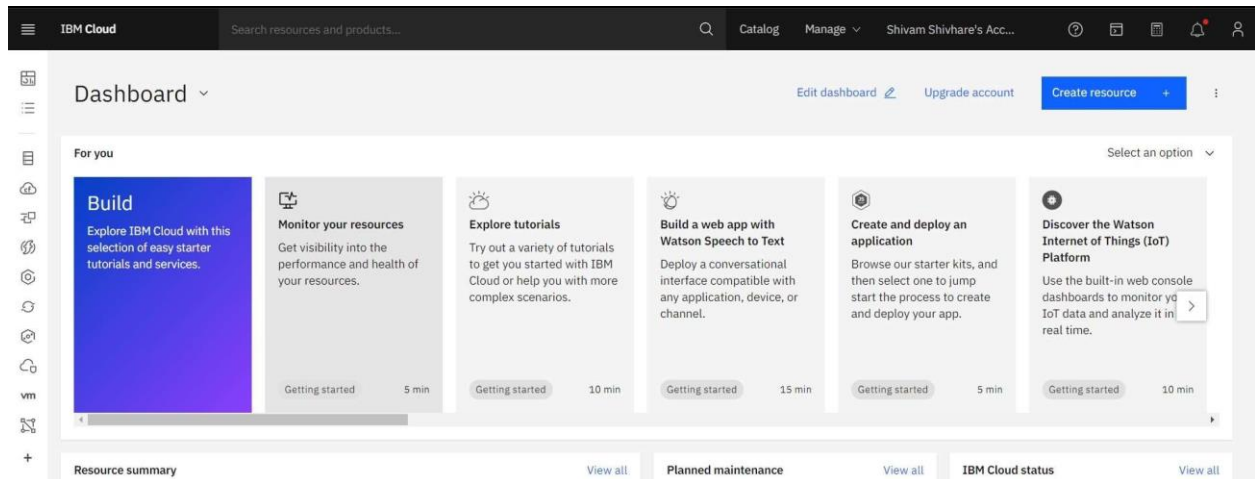 IBM Cloud
Search resources and products...
Catalog
Manage
Shivam Shivhare's Acc...
Dashboard
Edit dashboard
Upgrade account
Create resource +
For you
Select an option
Build
Explore IBM Cloud with this
selection of easy starter
tutorials and services.
Monitor your resources
Get visibility into the
performance and health of
your resources.
Getting started 5 min
Explore tutorials
Try out a variety of tutorials
to get you started with IBM
Cloud or help you with more
complex scenarios.
Getting started 10 min
Build a web app with
Watson Speech to Text
Deploy a conversational
interface compatible with
any application, device, or
channel.
Getting started 15 min
Create and deploy an
application
Browse our starter kits, and
then select one to jump
start the process to create
and deploy your app.
Getting started 5 min
Discover the Watson
Internet of Things (IoT)
Platform
Use the built-in web console
dashboards to monitor yo
IoT data and analyze it in
real time.
Getting started 10 min
vm
+
Resource summary View all
Planned maintenance View all
IBM Cloud status View all